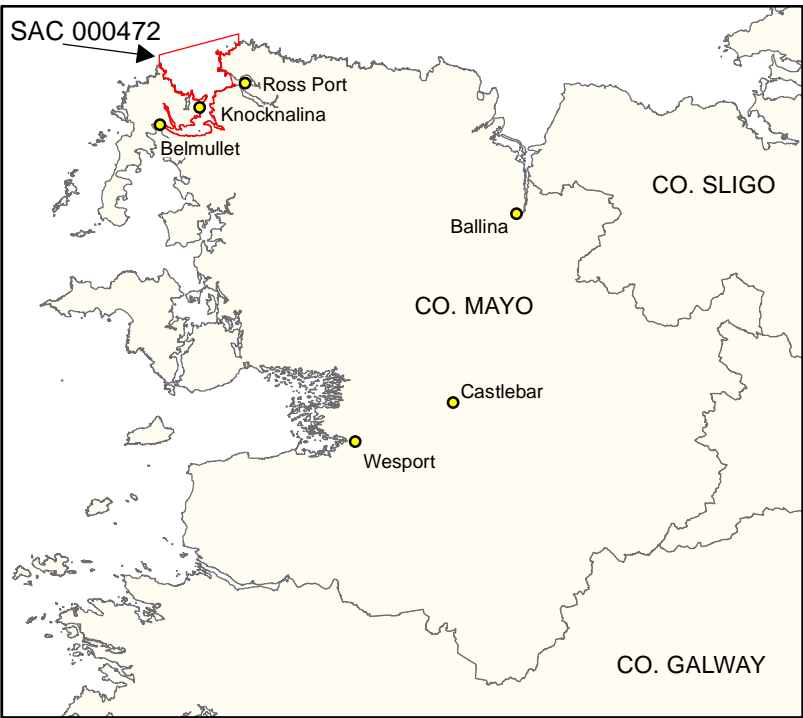 SAC 000472
Ross Port
Knocknalina
Belmullet
CO. SLIGO
Ballina
CO. MAYO
Castlebar
Wesport
CO. GALWAY